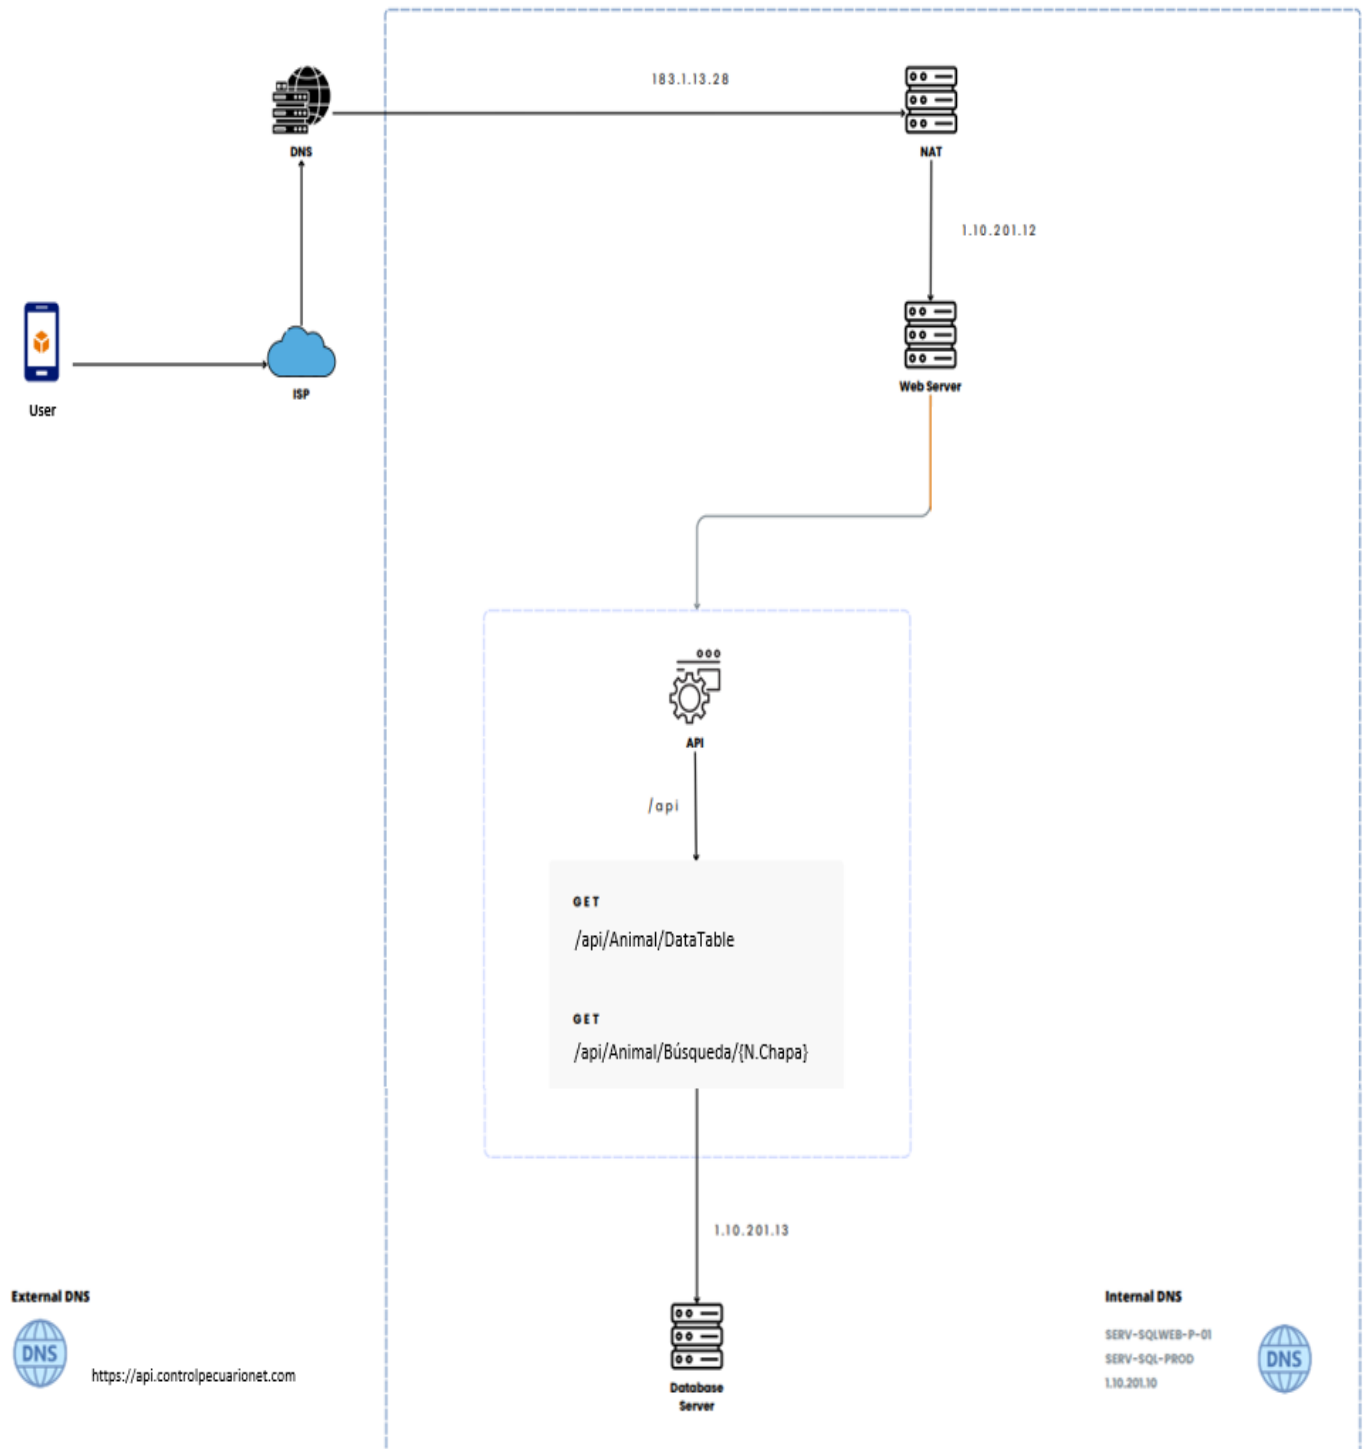 183.1.13.28
DNS
NAT
1.10.201.12
User
ISP
Web Server
API
/api
GET
/api/Animal/DataTable
GET
/api/Animal/Búsqueda/{N.Chapa}
1.10.201.13
External DNS
DNS
https://api.controlpecuarionet.com
Database
Server
Internal DNS
SERV-SQLWEB-P-01
SERV-SQL-PROD
1.10.201.10
DNS